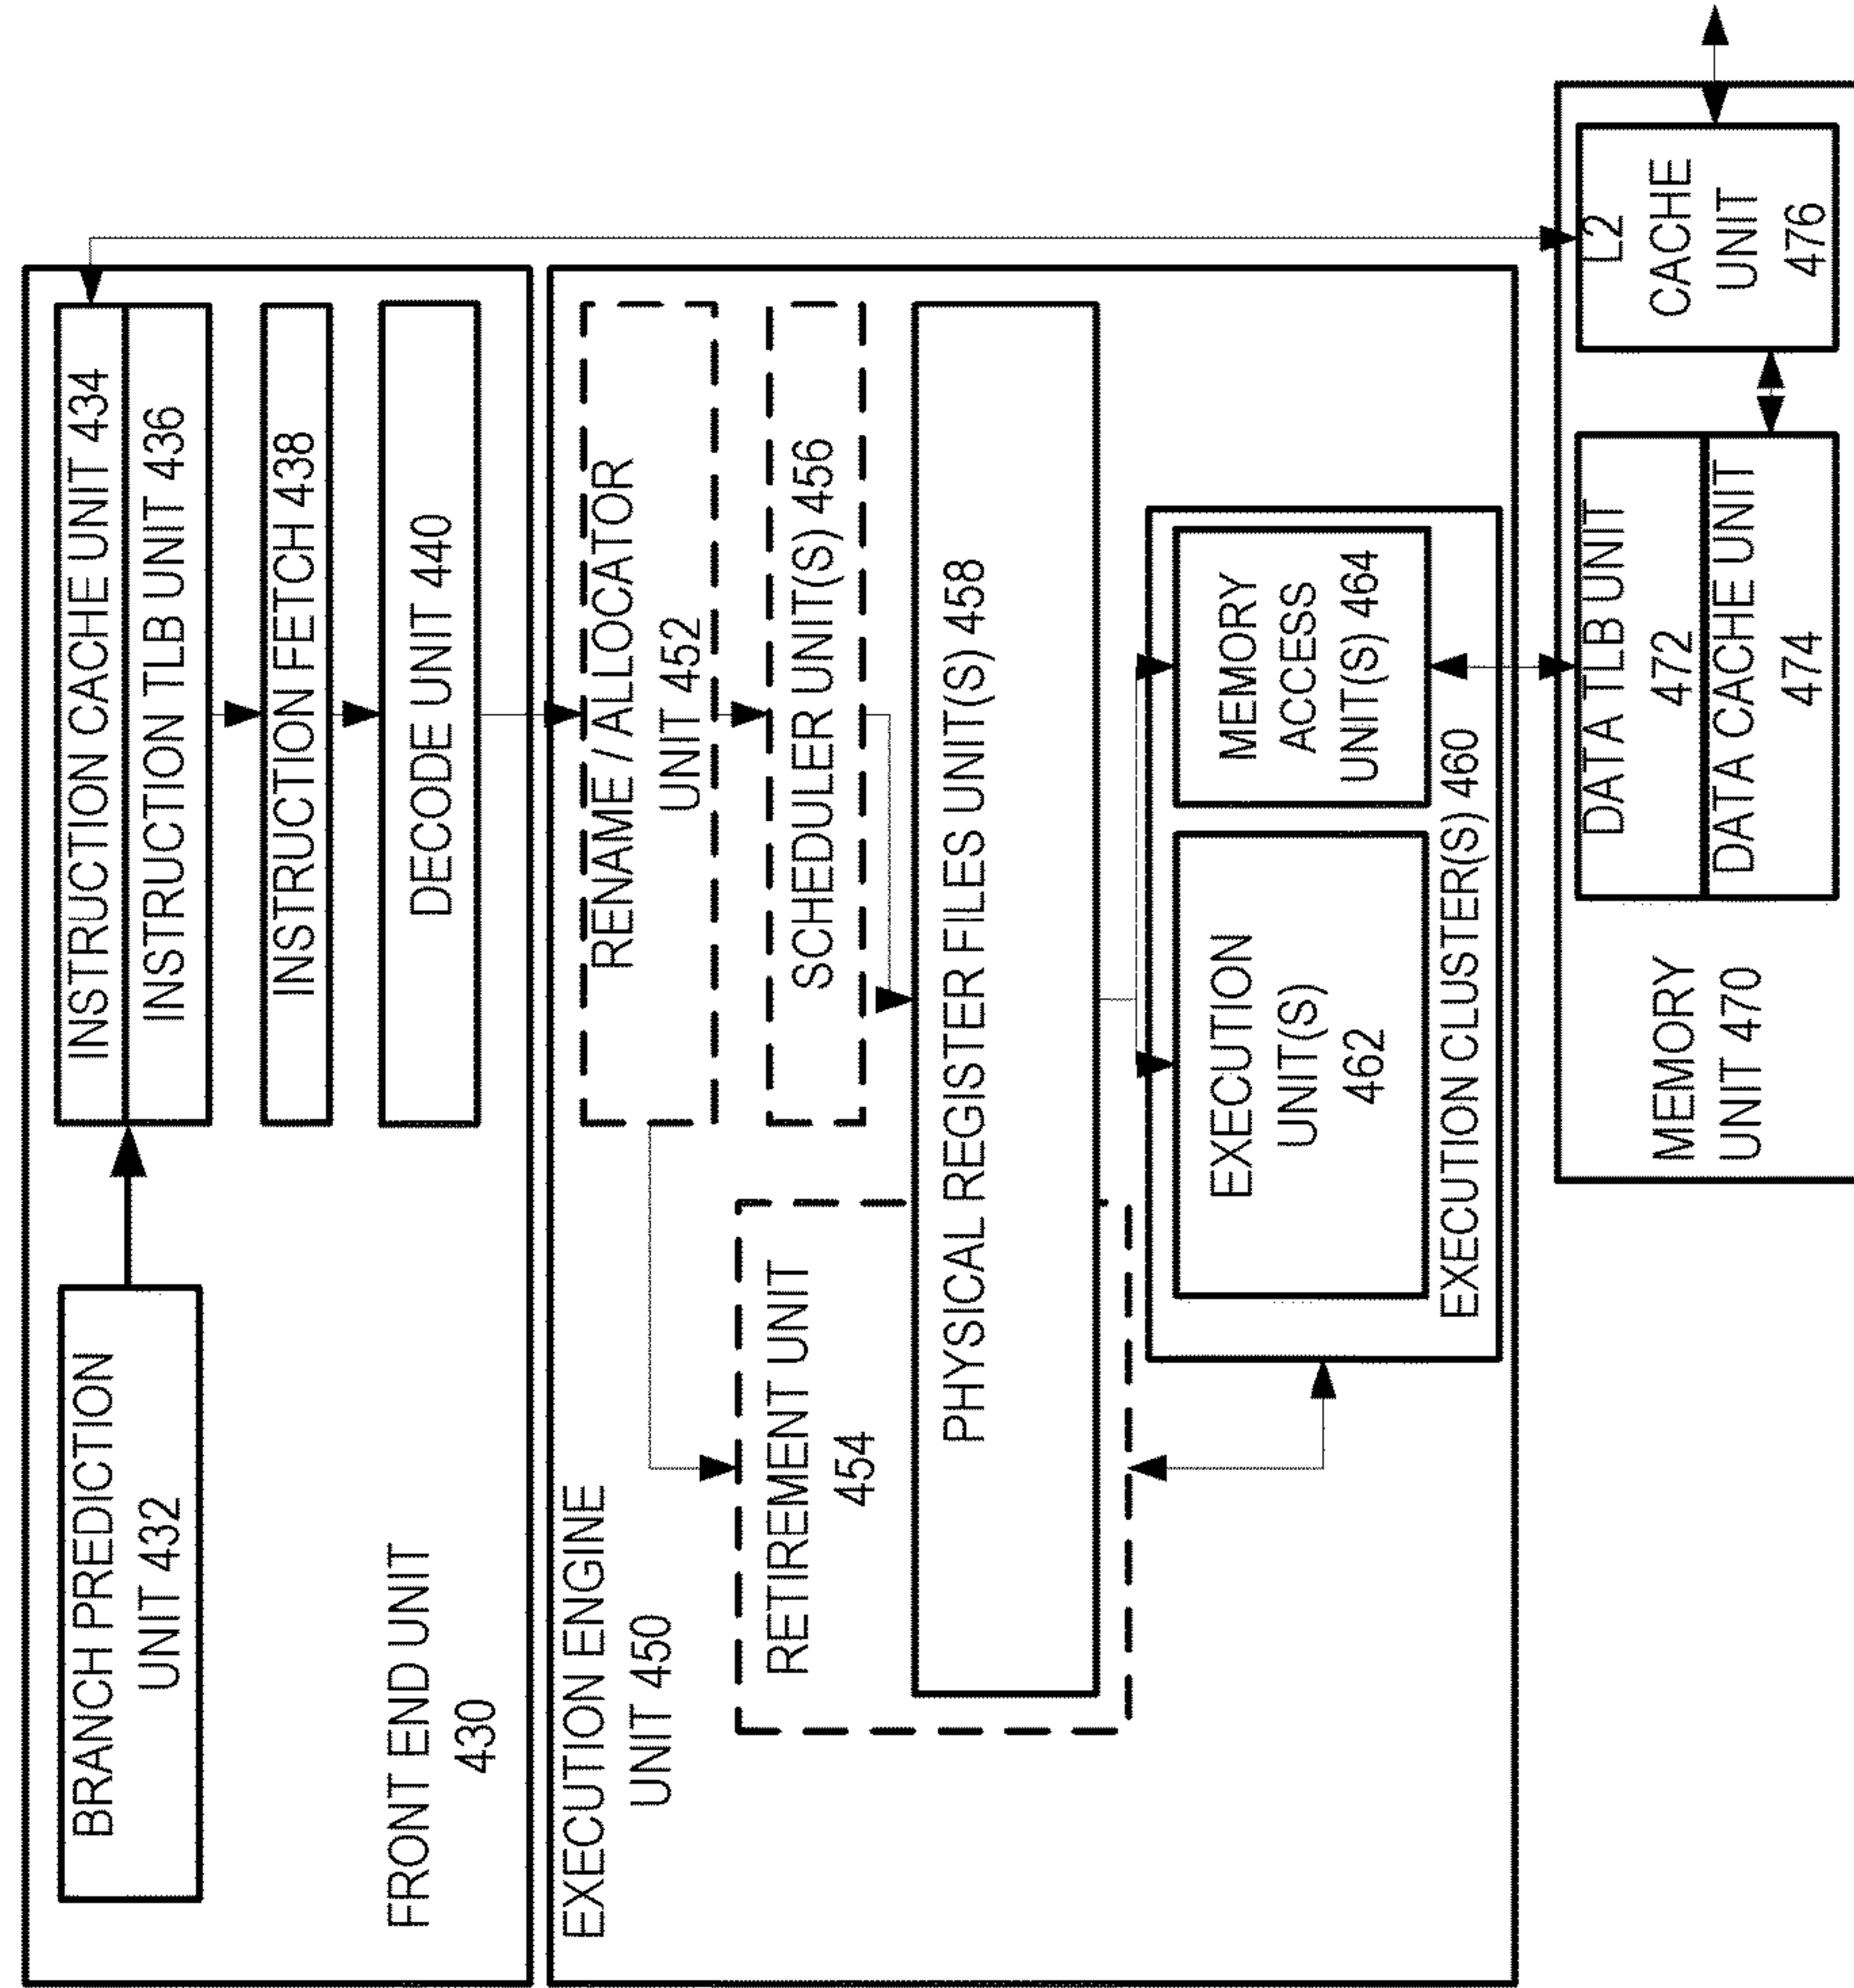 BRANCH PREDICTION
UNIT 432
INSTRUCTION CACHE UNIT 434
INSTRUCTION TLB UNIT 436
INSTRUCTION FETCH 438
DECODE UNIT 440
FRONT END UNIT
430
EXECUTION ENGINE
UNIT 450
RENAME / ALLOCATOR
UNIT 452
RETIREMENT UNIT
454
SCHEDULER UNIT(S) 456
PHYSICAL REGISTER FILES UNIT(S) 458
EXECUTION
UNIT(S)
462
MEMORY
ACCESS
UNIT(S) 464
EXECUTION CLUSTER(S) 460
MEMORY
UNIT 470
DATA TLB UNIT
472
DATA CACHE UNIT
474
L2
CACHE
UNIT
476